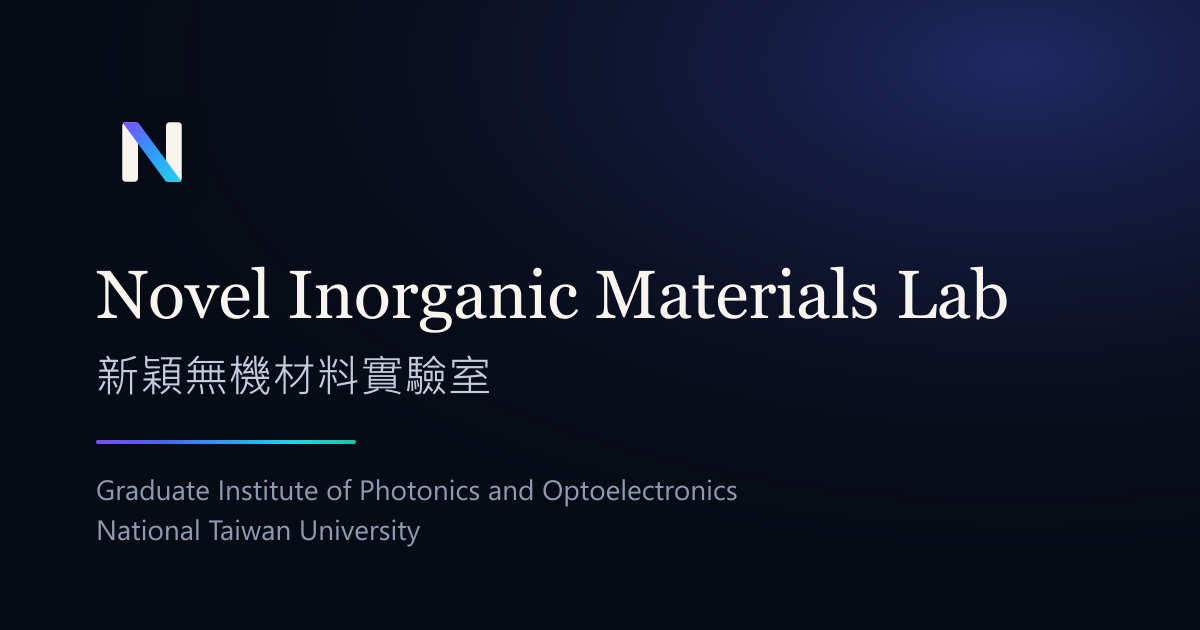 N
Novel Inorganic Materials Lab
新穎無機材料實驗室
Graduate Institute of Photonics and Optoelectronics
National Taiwan University